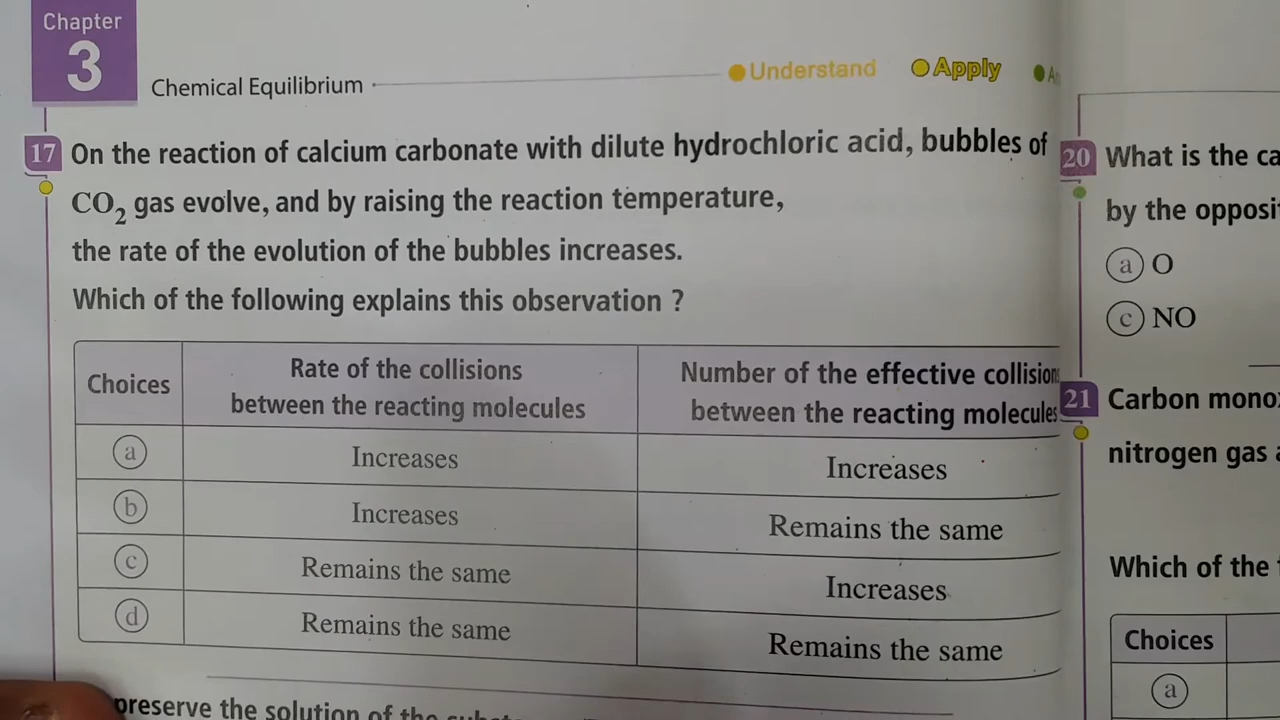 Chapter
3
Chemical Equilibrium
Understand
Apply
17 On the reaction of calcium carbonate with dilute hydrochloric acid, bubbles of
CO₂ gas evolve, and by raising the reaction temperature,
the rate of the evolution of the bubbles increases.
Which of the following explains this observation ?
Choices
Rate of the collisions
between the reacting molecules
Number of the effective collision
between the reacting molecules
a Increases Increases
b Increases Remains the same
c Remains the same Increases
d Remains the same Remains the same
preserve the solution of the
20 What is the ca
by the opposi
a O
c NO
21 Carbon mono
nitrogen gas a
Which of the
Choices
a